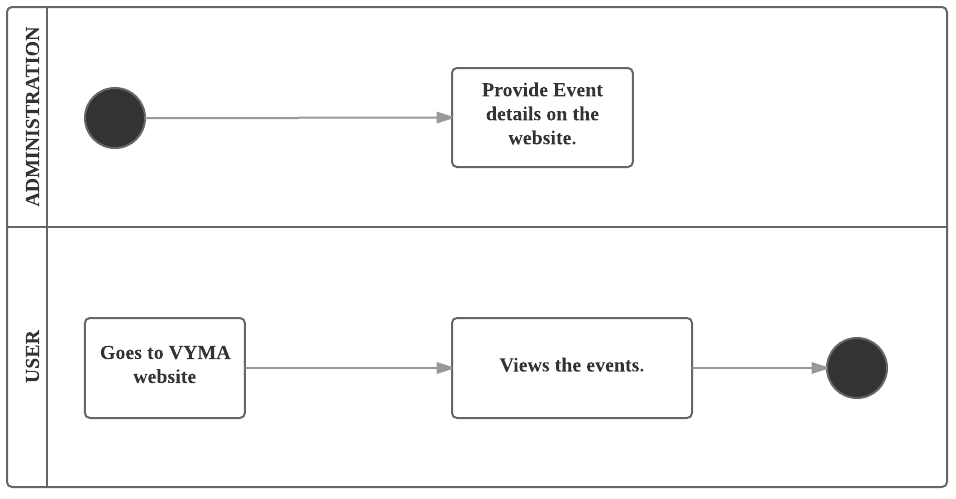 ADMINISTRATION
Provide Event
details on the
website.
USER
Goes to VYMA
website
Views the events.